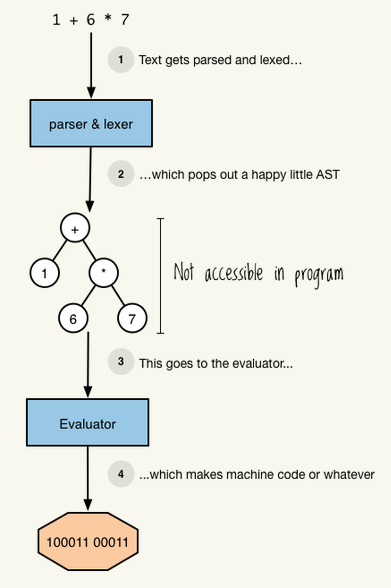 1 + 6 * 7
1 Text gets parsed and lexed…
parser & lexer
2 …which pops out a happy little AST
+
1
*
Not accessible in program
6
7
3 This goes to the evaluator...
Evaluator
4 ...which makes machine code or whatever
100011 00011